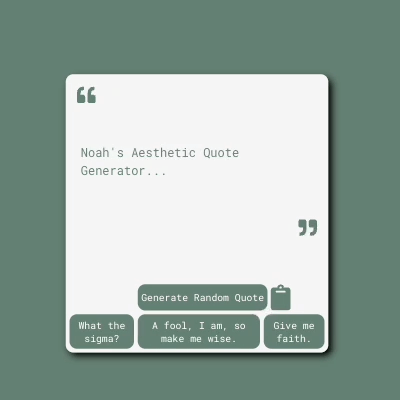 “
Noah's Aesthetic Quote
Generator...
”
Generate Random Quote
What the
sigma?
A fool, I am, so
make me wise.
Give me
faith.